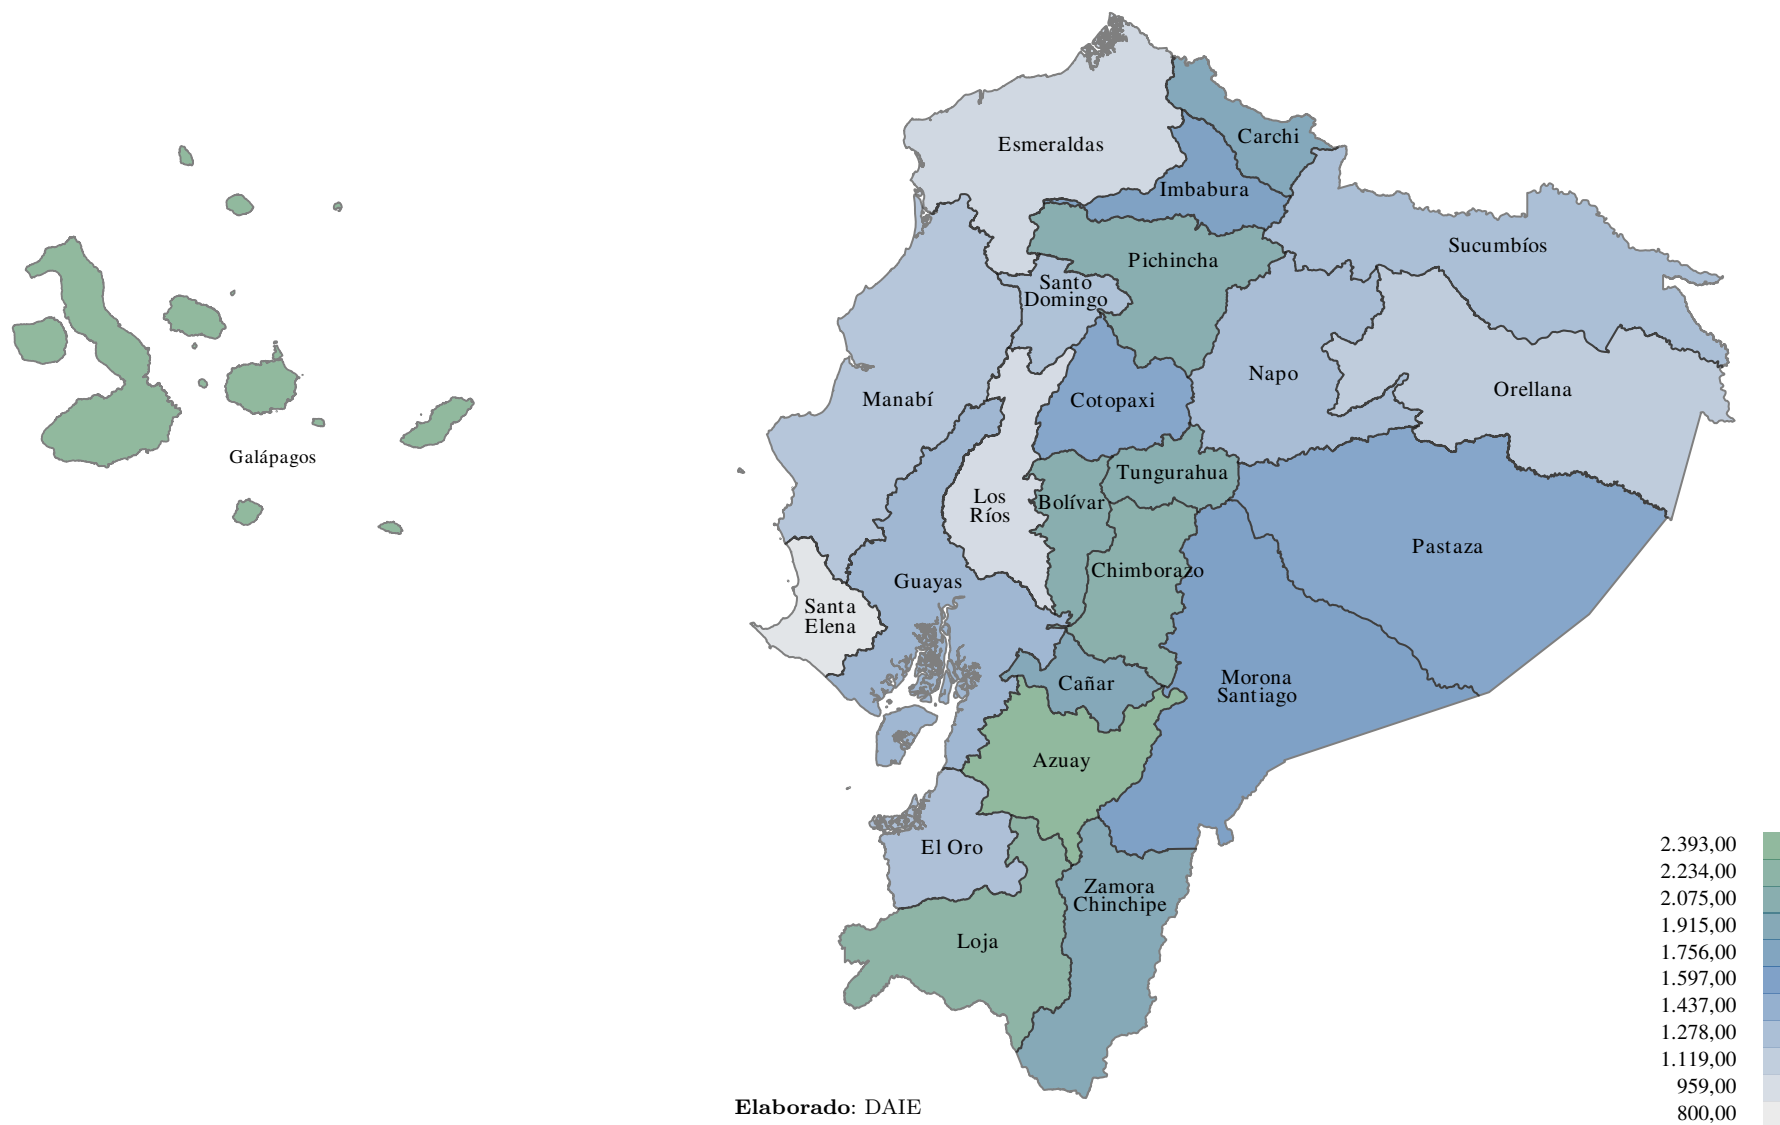 Esmeraldas
Carchi
Imbabura
Sucumbíos
Pichincha
Santo
Domingo
Napo
Orellana
Manabí
Cotopaxi
Galápagos
Tungurahua
Los
Ríos
Bolívar
Pastaza
Guayas
Chimborazo
Santa
Elena
Cañar
Morona
Santiago
Azuay
El Oro
Zamora
Chinchipe
Loja
2.393,00
2.234,00
2.075,00
1.915,00
1.756,00
1.597,00
1.437,00
1.278,00
1.119,00
959,00
800,00
Elaborado: DAIE